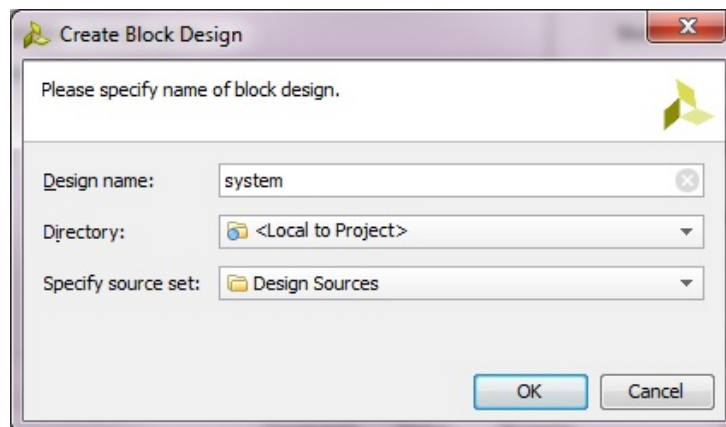 Create Block Design
Please specify name of block design.
Design name: system
Directory: <Local to Project>
Specify source set: Design Sources
OK Cancel